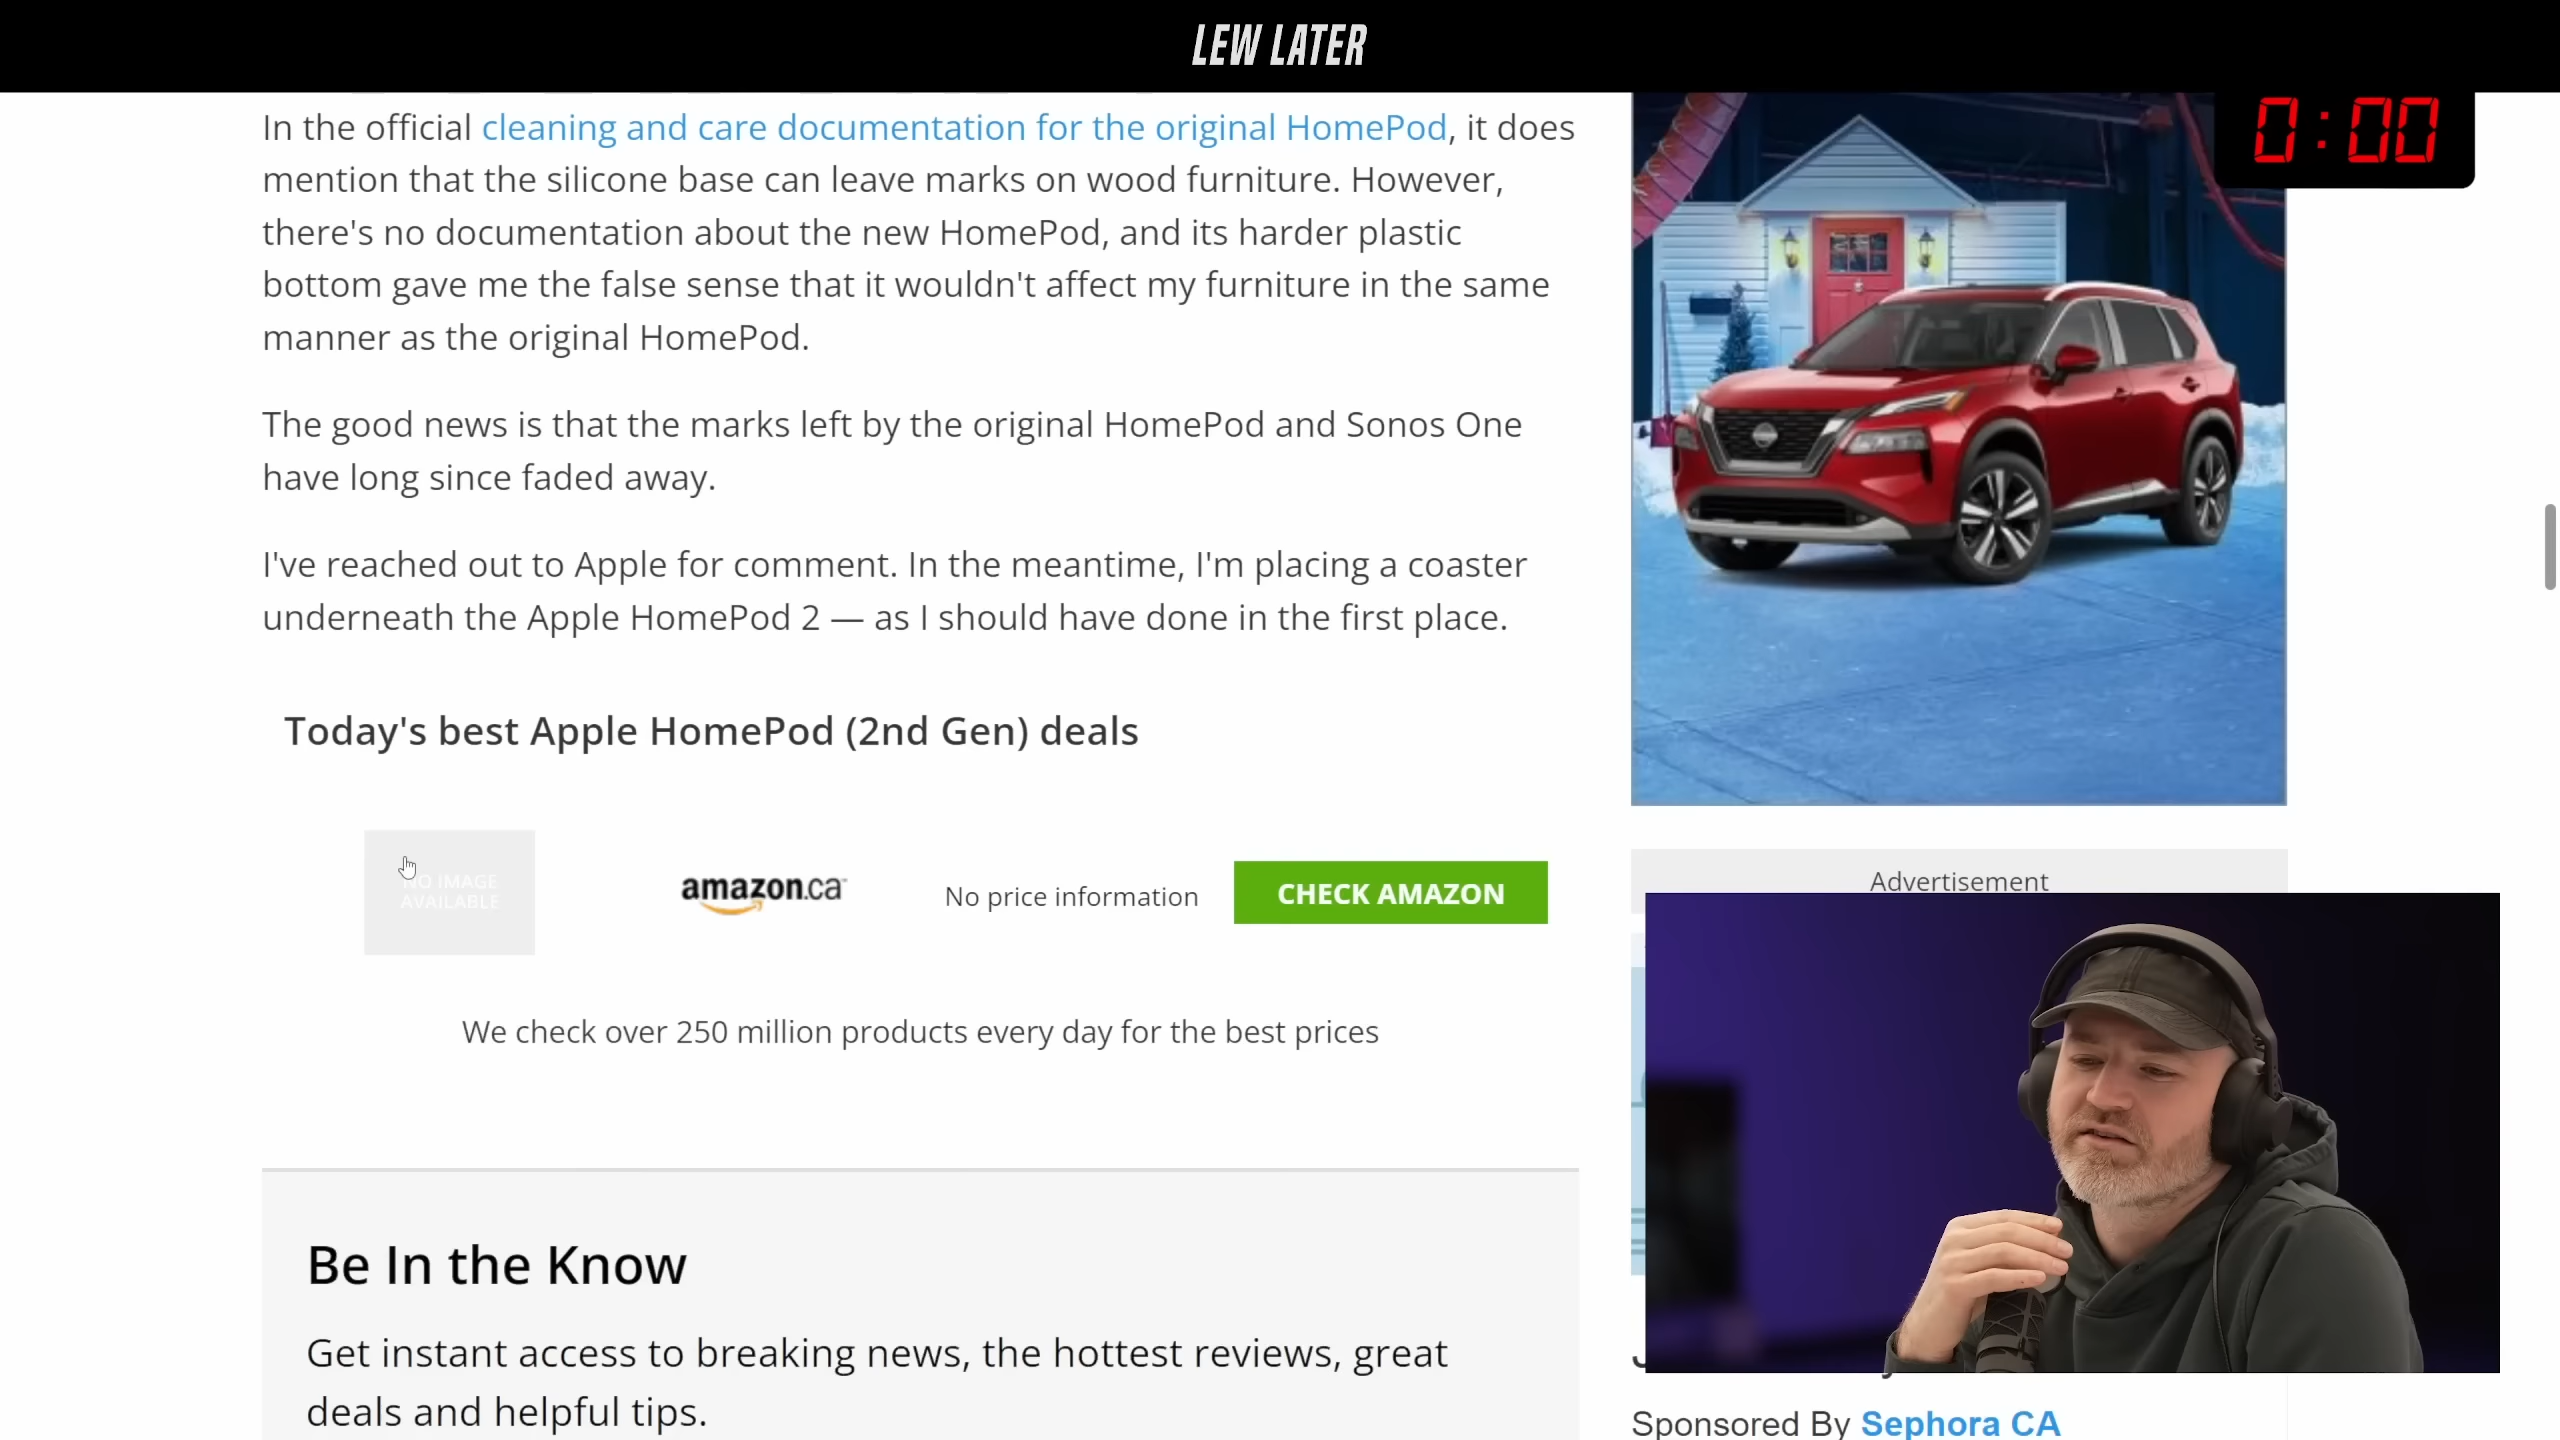 LEW LATER
0:00
In the official cleaning and care documentation for the original HomePod, it does
mention that the silicone base can leave marks on wood furniture. However,
there's no documentation about the new HomePod, and its harder plastic
bottom gave me the false sense that it wouldn't affect my furniture in the same
manner as the original HomePod.
The good news is that the marks left by the original HomePod and Sonos One
have long since faded away.
I've reached out to Apple for comment. In the meantime, I'm placing a coaster
underneath the Apple HomePod 2 — as I should have done in the first place.
Today's best Apple HomePod (2nd Gen) deals
NO IMAGE
AVAILABLE
amazon.ca
No price information
CHECK AMAZON
We check over 250 million products every day for the best prices
Be In the Know
Get instant access to breaking news, the hottest reviews, great
deals and helpful tips.
Advertisement
Sponsored By Sephora CA